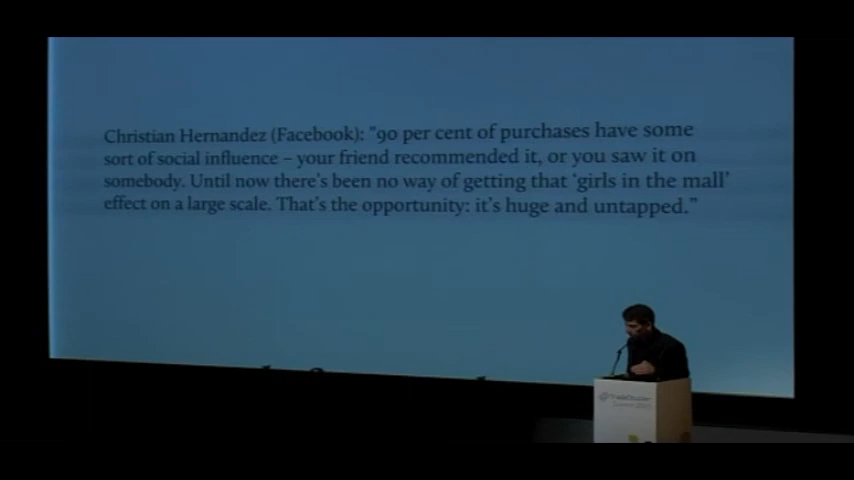 Christian Hernandez (Facebook): "90 per cent of purchases have some
sort of social influence – your friend recommended it, or you saw it on
somebody. Until now there's been no way of getting that 'girls in the mall'
effect on a large scale. That's the opportunity: it's huge and untapped."